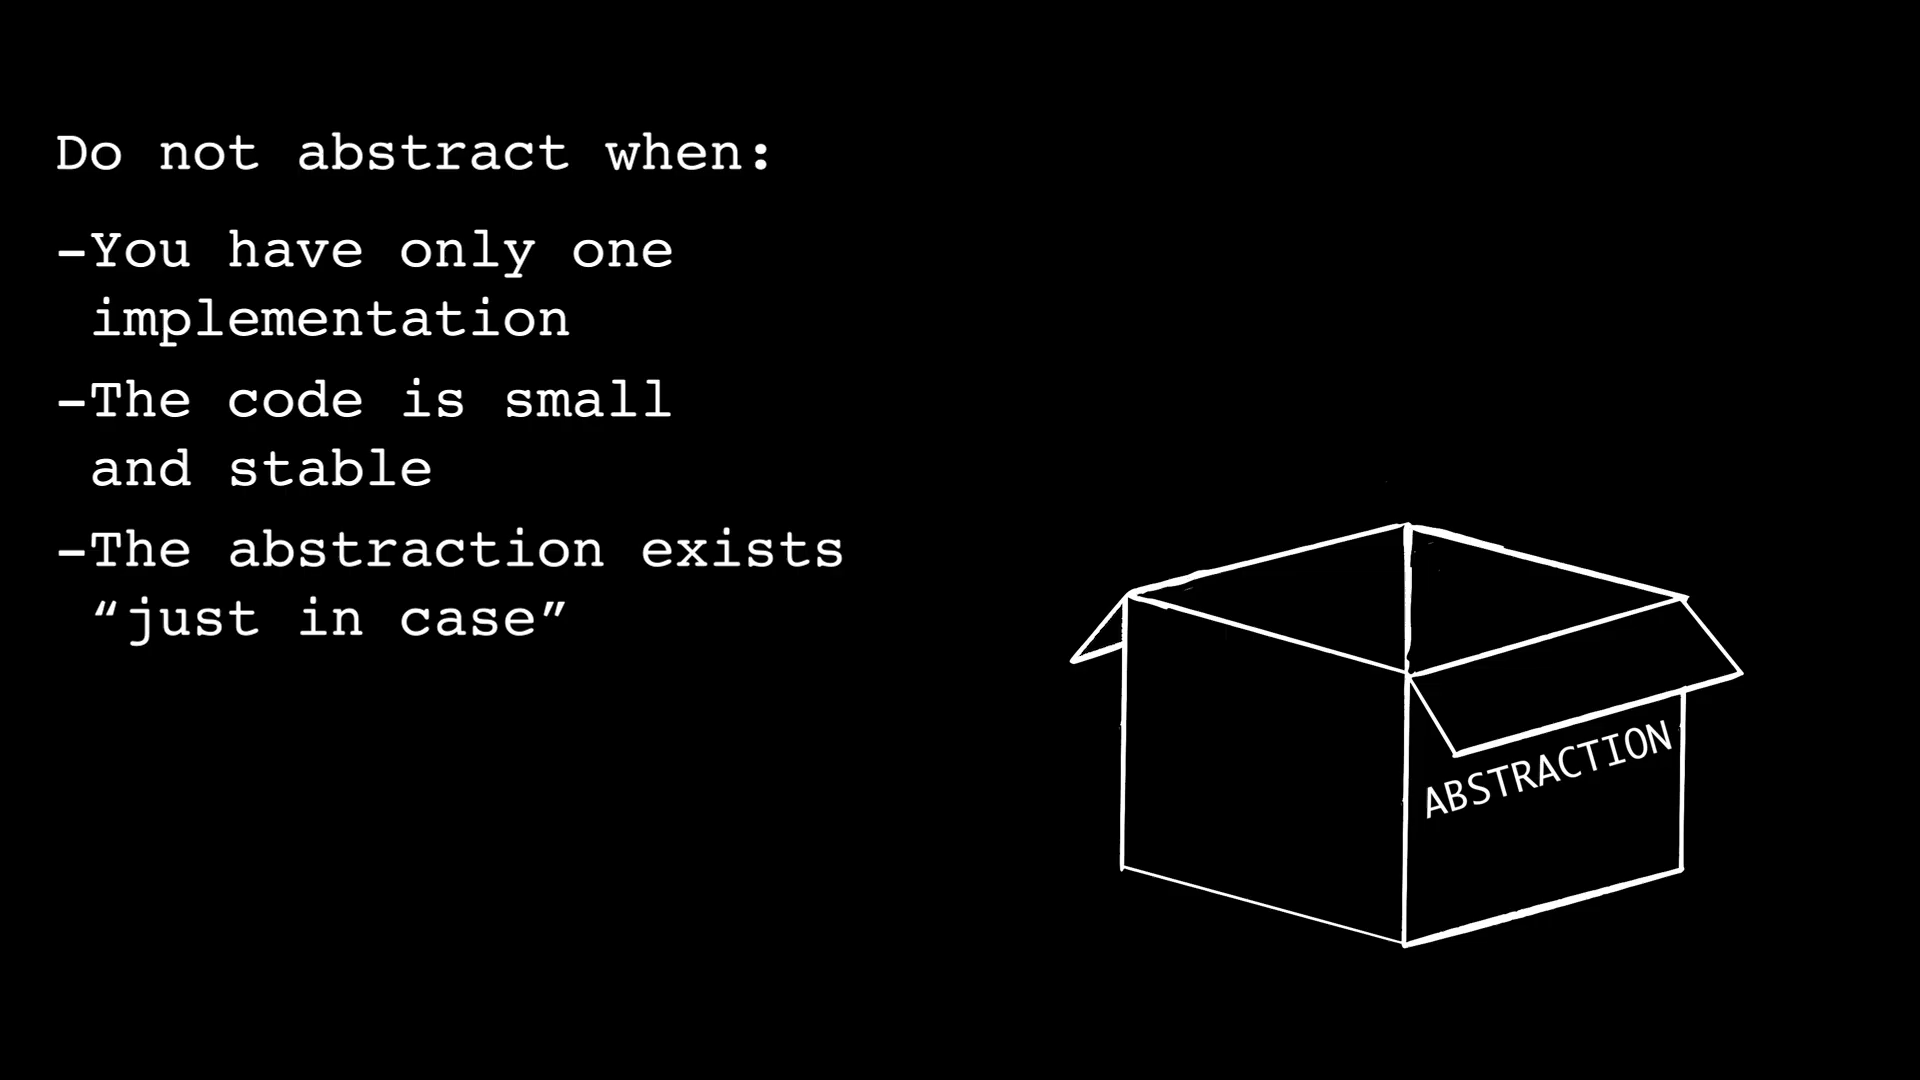 Do not abstract when:
-You have only one
implementation
-The code is small
and stable
-The abstraction exists
“just in case”
ABSTRACTION